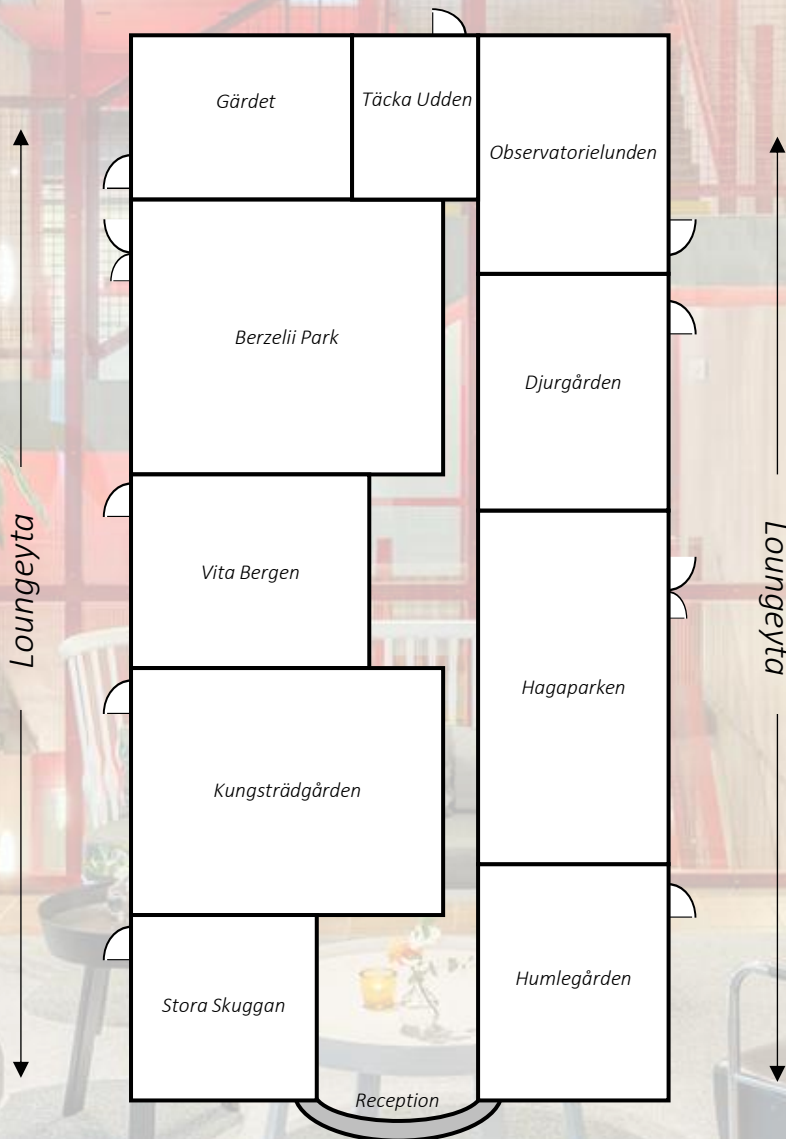 Gärdet
Täcka Udden
Observatorielunden
Berzelii Park
Djurgården
Loungeyta
Loungeyta
Vita Bergen
Hagaparken
Kungsträdgården
Stora Skuggan
Humlegården
Reception